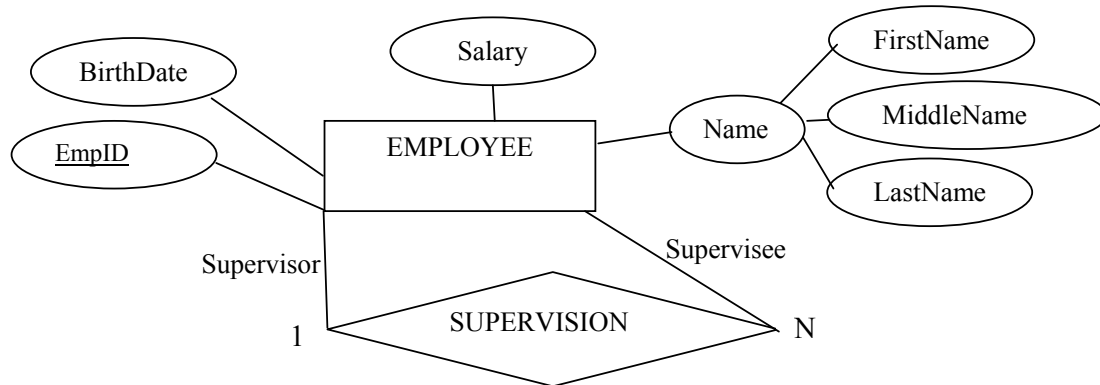 Salary
FirstName
BirthDate
MiddleName
Name
EMPLOYEE
EmpID
LastName
Supervisor
Supervisee
SUPERVISION
1
N